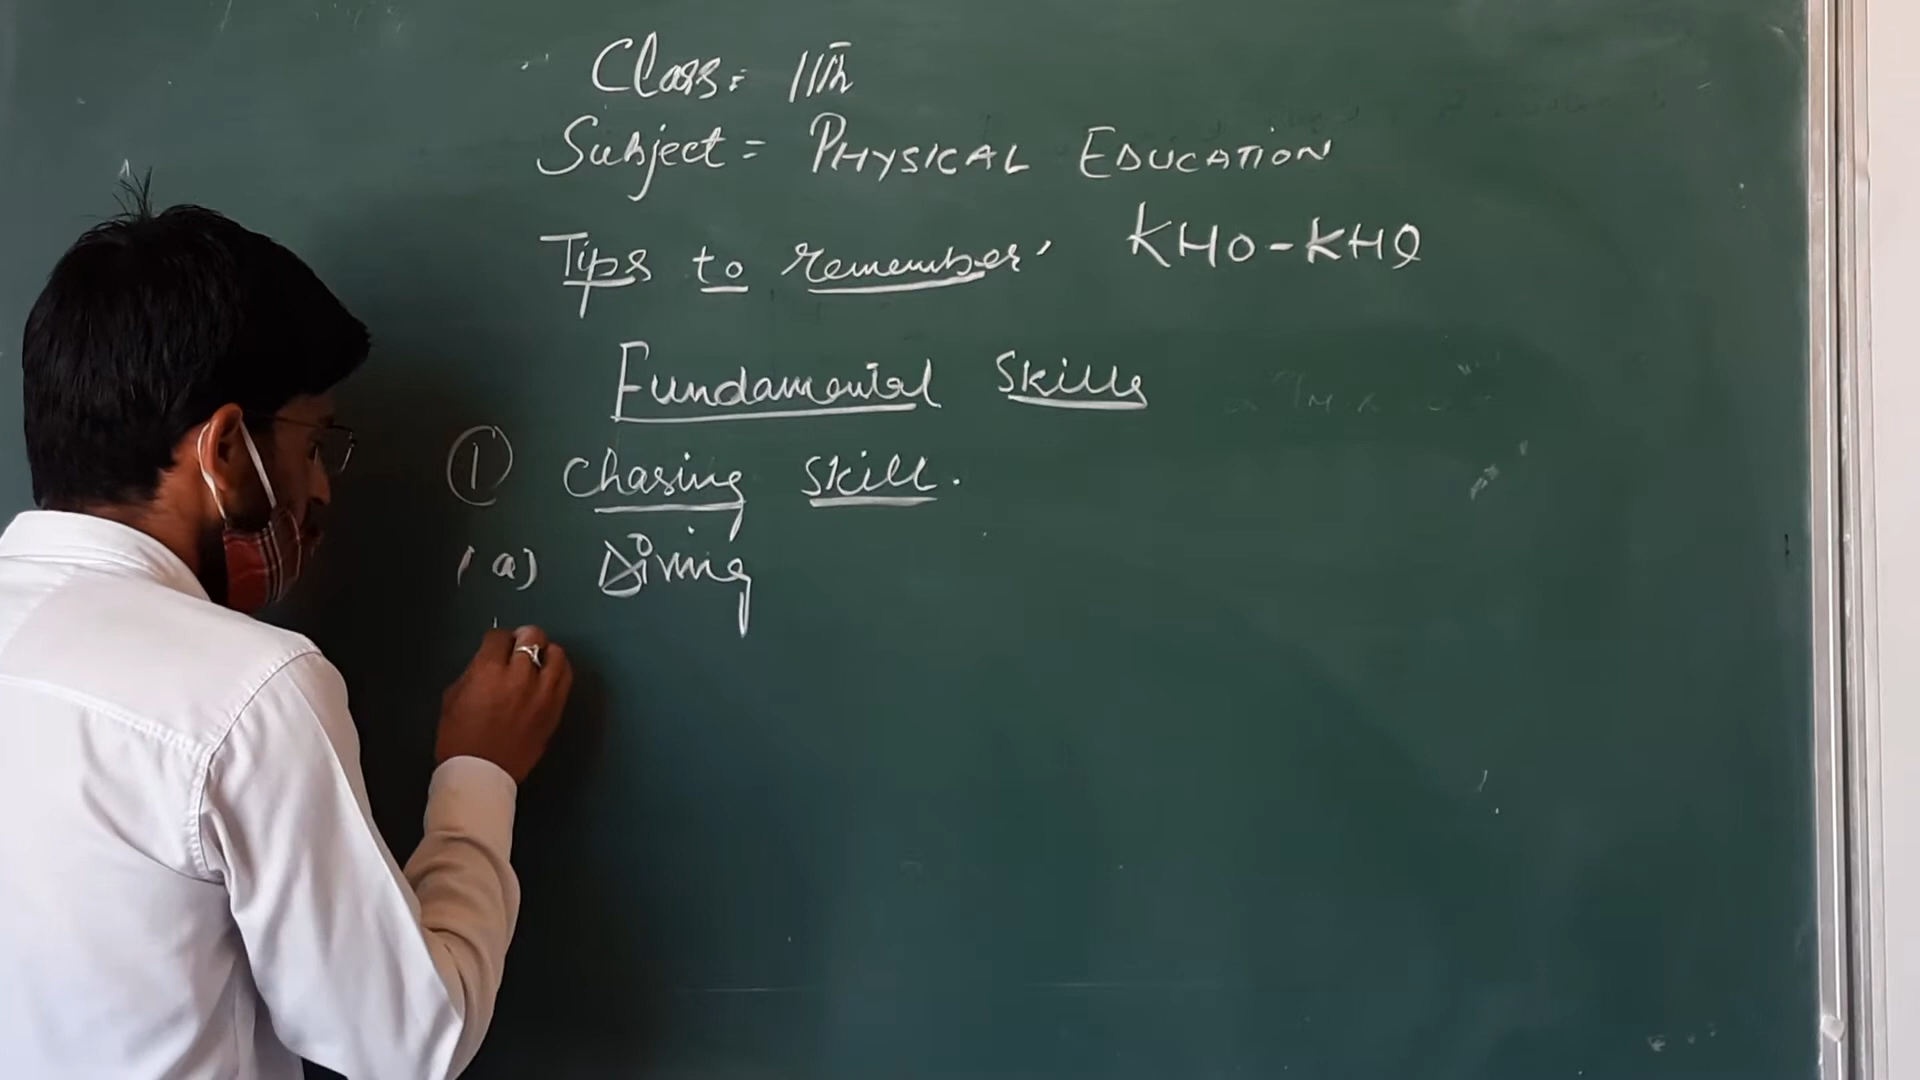 Class: 11th
Subject = PHYSICAL EDUCATION
Tips to remember, KHO-KHO
Fundamental Skills
① Chasing Skill.
(a) Diving